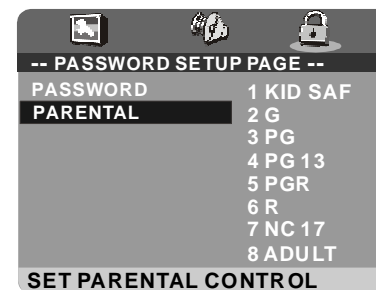 -- PASSWORD SETUP PAGE --
PASSWORD
PARENTAL
1 KID SAF
2 G
3 PG
4 PG 13
5 PGR
6 R
7 NC 17
8 ADULT
SET PARENTAL CONTROL